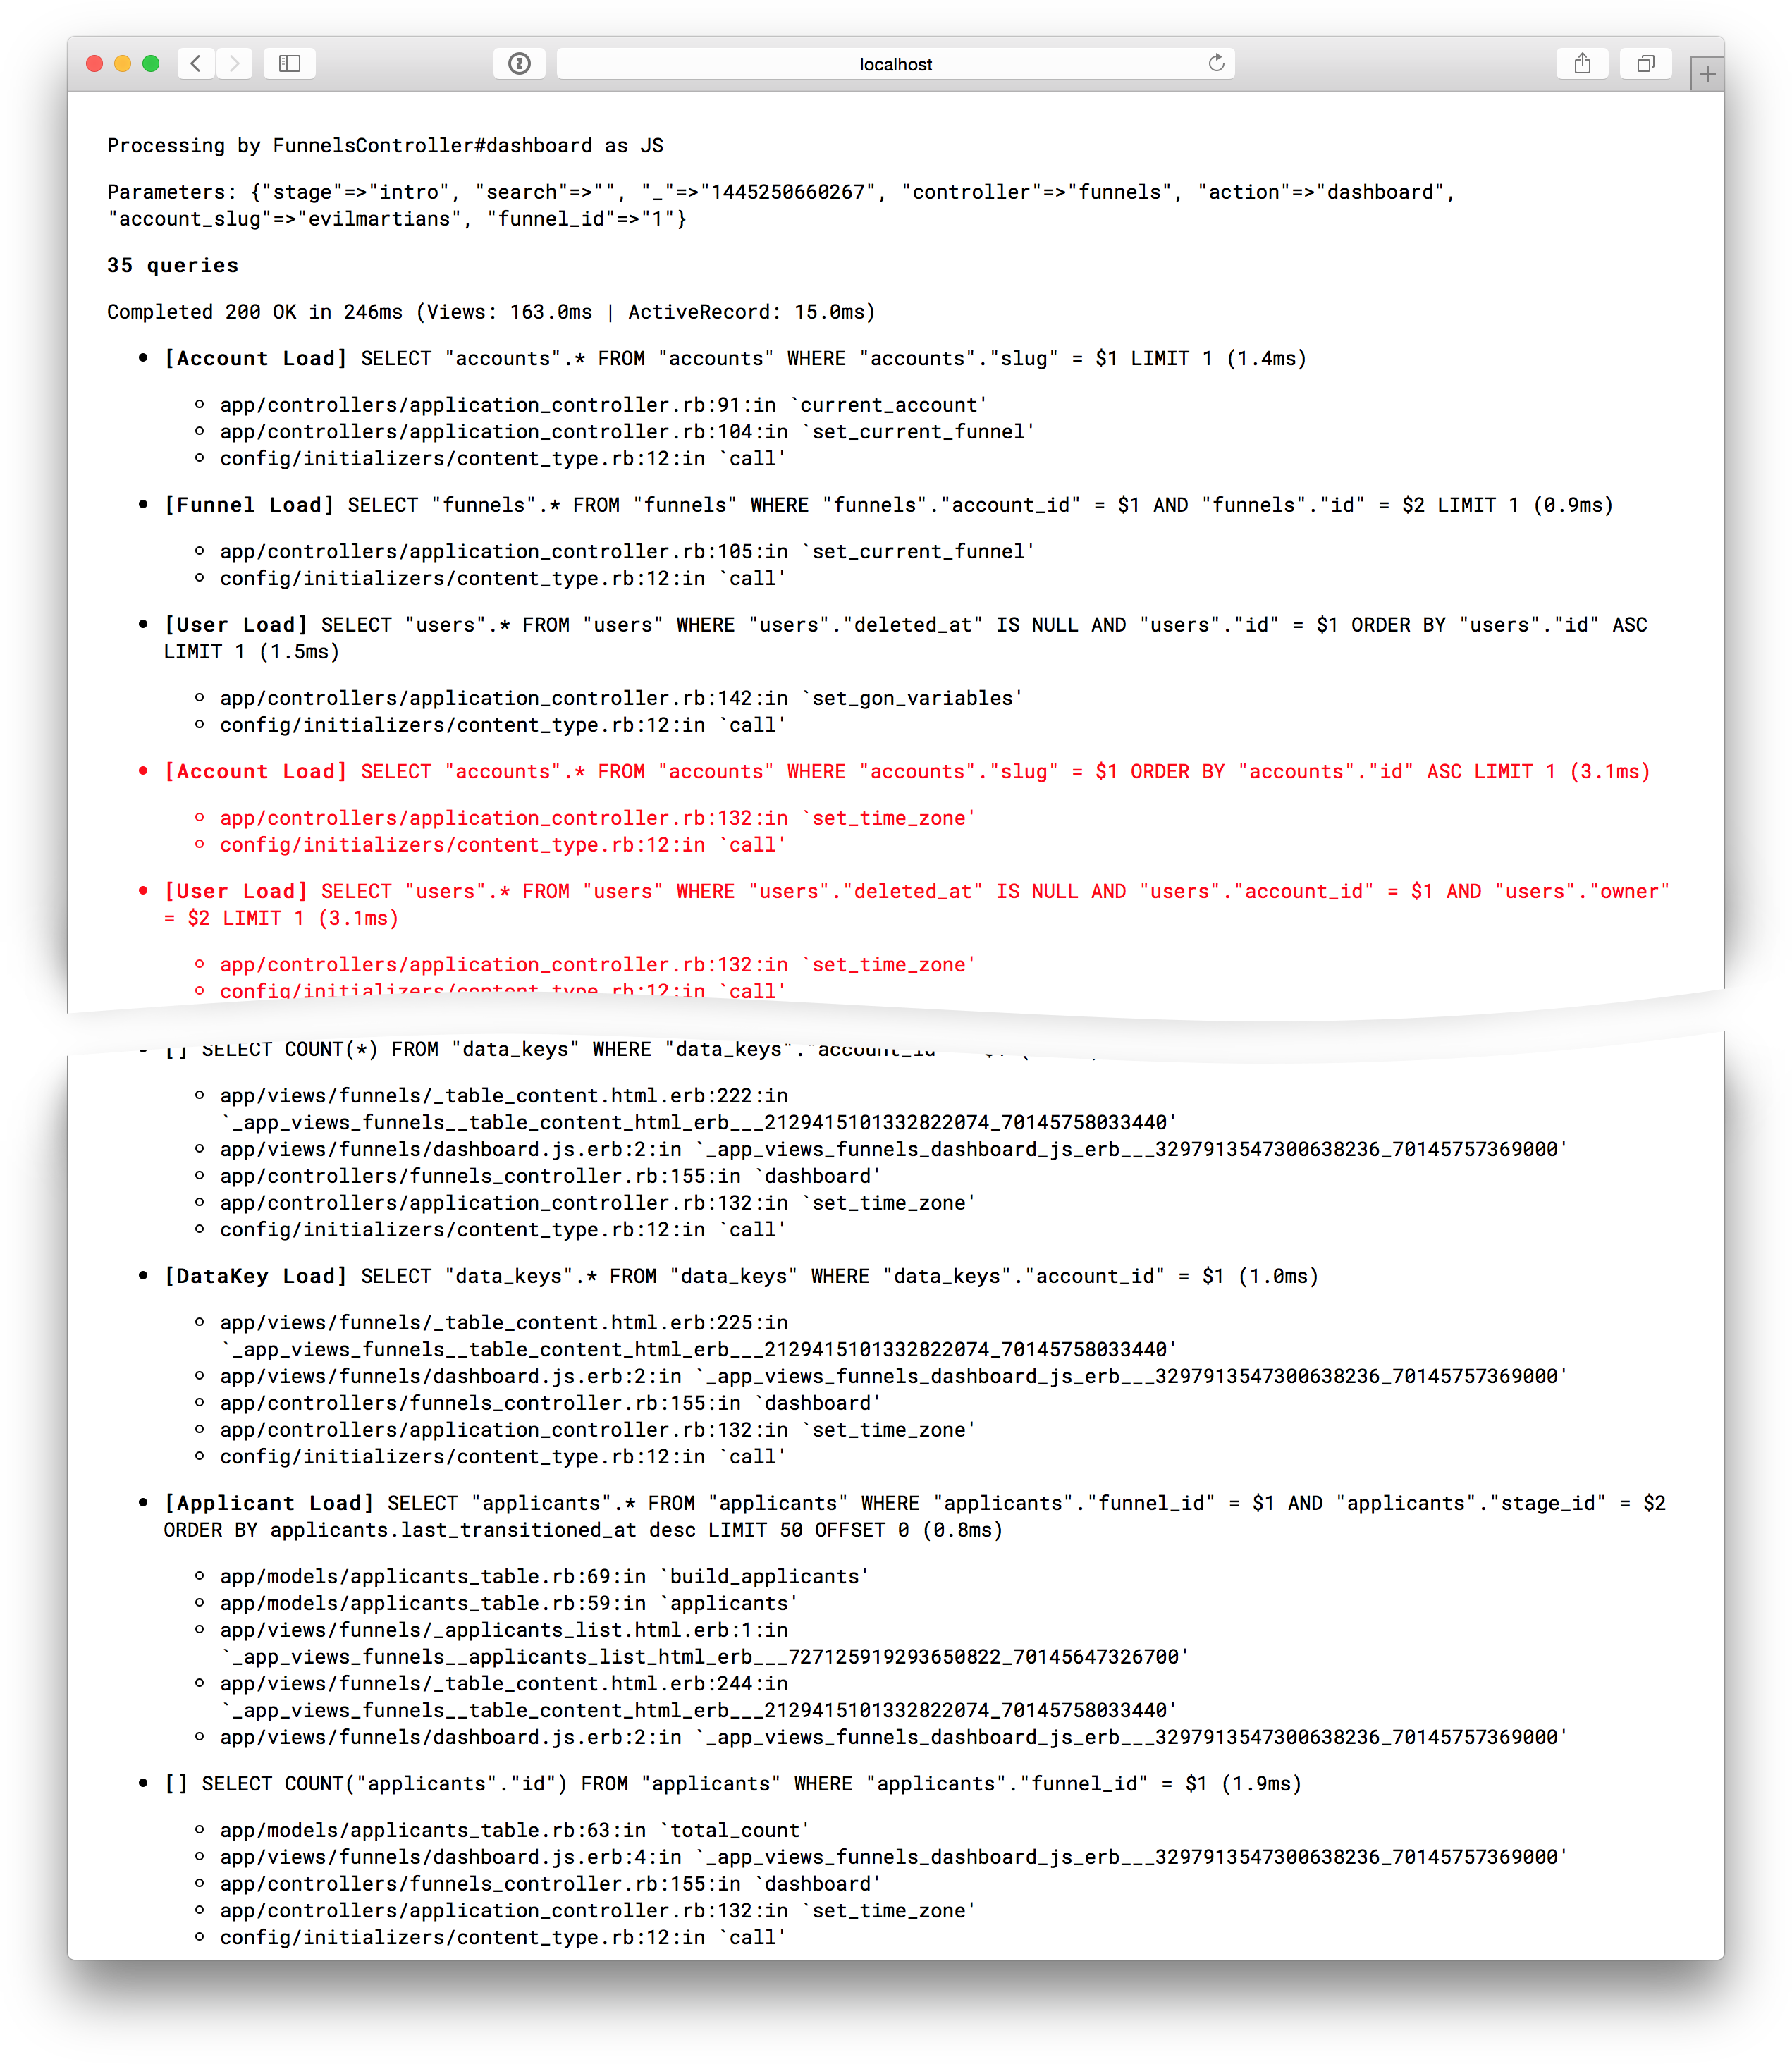 localhost
Processing by FunnelsController#dashboard as JS
Parameters: {"stage"=>"intro", "search"=>"", "_"=>"1445250660267", "controller"=>"funnels", "action"=>"dashboard",
"account_slug"=>"evilmartians", "funnel_id"=>"1"}
35 queries
Completed 200 OK in 246ms (Views: 163.0ms | ActiveRecord: 15.0ms)
[Account Load] SELECT "accounts".* FROM "accounts" WHERE "accounts"."slug" = $1 LIMIT 1 (1.4ms)
app/controllers/application_controller.rb:91:in `current_account'
app/controllers/application_controller.rb:104:in `set_current_funnel'
config/initializers/content_type.rb:12:in `call'
[Funnel Load] SELECT "funnels".* FROM "funnels" WHERE "funnels"."account_id" = $1 AND "funnels"."id" = $2 LIMIT 1 (0.9ms)
app/controllers/application_controller.rb:105:in `set_current_funnel'
config/initializers/content_type.rb:12:in `call'
[User Load] SELECT "users".* FROM "users" WHERE "users"."deleted_at" IS NULL AND "users"."id" = $1 ORDER BY "users"."id" ASC
LIMIT 1 (1.5ms)
app/controllers/application_controller.rb:142:in `set_gon_variables'
config/initializers/content_type.rb:12:in `call'
[Account Load] SELECT "accounts".* FROM "accounts" WHERE "accounts"."slug" = $1 ORDER BY "accounts"."id" ASC LIMIT 1 (3.1ms)
app/controllers/application_controller.rb:132:in `set_time_zone'
config/initializers/content_type.rb:12:in `call'
[User Load] SELECT "users".* FROM "users" WHERE "users"."deleted_at" IS NULL AND "users"."account_id" = $1 AND "users"."owner"
= $2 LIMIT 1 (3.1ms)
app/controllers/application_controller.rb:132:in `set_time_zone'
config/initializers/content_type.rb:12:in `call'
[] SELECT COUNT(*) FROM "data_keys" WHERE "data_keys"."account_id"
app/views/funnels/_table_content.html.erb:222:in
`_app_views_funnels__table_content_html_erb___2129415101332822074_70145758033440'
app/views/funnels/dashboard.js.erb:2:in `_app_views_funnels_dashboard_js_erb___3297913547300638236_70145757369000'
app/controllers/funnels_controller.rb:155:in `dashboard'
app/controllers/application_controller.rb:132:in `set_time_zone'
config/initializers/content_type.rb:12:in `call'
[DataKey Load] SELECT "data_keys".* FROM "data_keys" WHERE "data_keys"."account_id" = $1 (1.0ms)
app/views/funnels/_table_content.html.erb:225:in
`_app_views_funnels__table_content_html_erb___2129415101332822074_70145758033440'
app/views/funnels/dashboard.js.erb:2:in `_app_views_funnels_dashboard_js_erb___3297913547300638236_70145757369000'
app/controllers/funnels_controller.rb:155:in `dashboard'
app/controllers/application_controller.rb:132:in `set_time_zone'
config/initializers/content_type.rb:12:in `call'
[Applicant Load] SELECT "applicants".* FROM "applicants" WHERE "applicants"."funnel_id" = $1 AND "applicants"."stage_id" = $2
ORDER BY applicants.last_transitioned_at desc LIMIT 50 OFFSET 0 (0.8ms)
app/models/applicants_table.rb:69:in `build_applicants'
app/models/applicants_table.rb:59:in `applicants'
app/views/funnels/_applicants_list.html.erb:1:in
`_app_views_funnels__applicants_list_html_erb___727125919293650822_70145647326700'
app/views/funnels/_table_content.html.erb:244:in
`_app_views_funnels__table_content_html_erb___2129415101332822074_70145758033440'
app/views/funnels/dashboard.js.erb:2:in `_app_views_funnels_dashboard_js_erb___3297913547300638236_70145757369000'
[] SELECT COUNT("applicants"."id") FROM "applicants" WHERE "applicants"."funnel_id" = $1 (1.9ms)
app/models/applicants_table.rb:63:in `total_count'
app/views/funnels/dashboard.js.erb:4:in `_app_views_funnels_dashboard_js_erb___3297913547300638236_70145757369000'
app/controllers/funnels_controller.rb:155:in `dashboard'
app/controllers/application_controller.rb:132:in `set_time_zone'
config/initializers/content_type.rb:12:in `call'